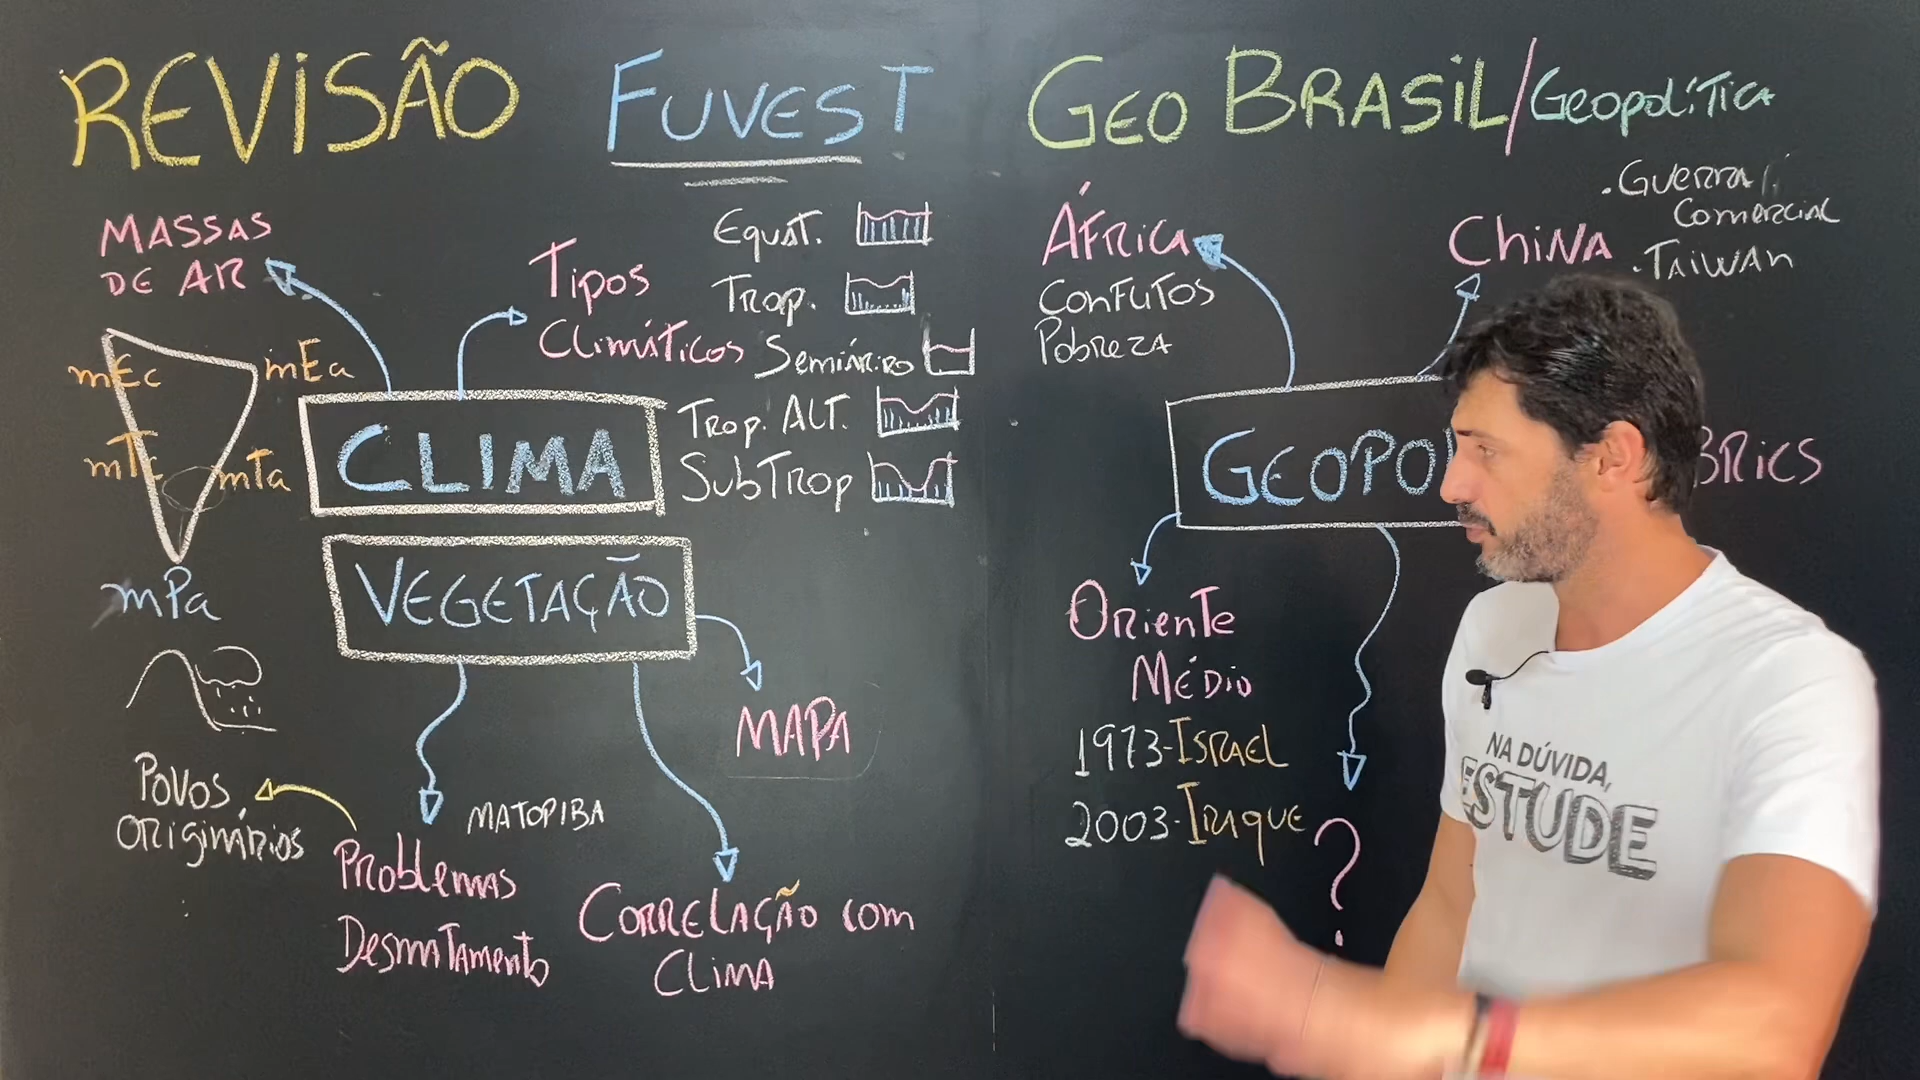 REVISÃO FUVEST GEO BRASIL/Geopolítica
MASSAS
DE AR
mEc
mEa
mTc
mTa
mPa
Tipos
Climáticos
Equat.
Trop.
Semiárido
Trop. ALT.
SubTrop
CLIMA
VEGETAÇÃO
MAPA
Povos
originários
MATOPIBA
Problemas
Desmatamento
Correlação com
Clima
África
Conflitos
Pobreza
China
. Guerra
Comercial
. TAIWAN
GEOPO
BRICS
Oriente
Médio
1973-ISRAEL
2003-Iraque
?
NA DÚVIDA,
ESTUDE